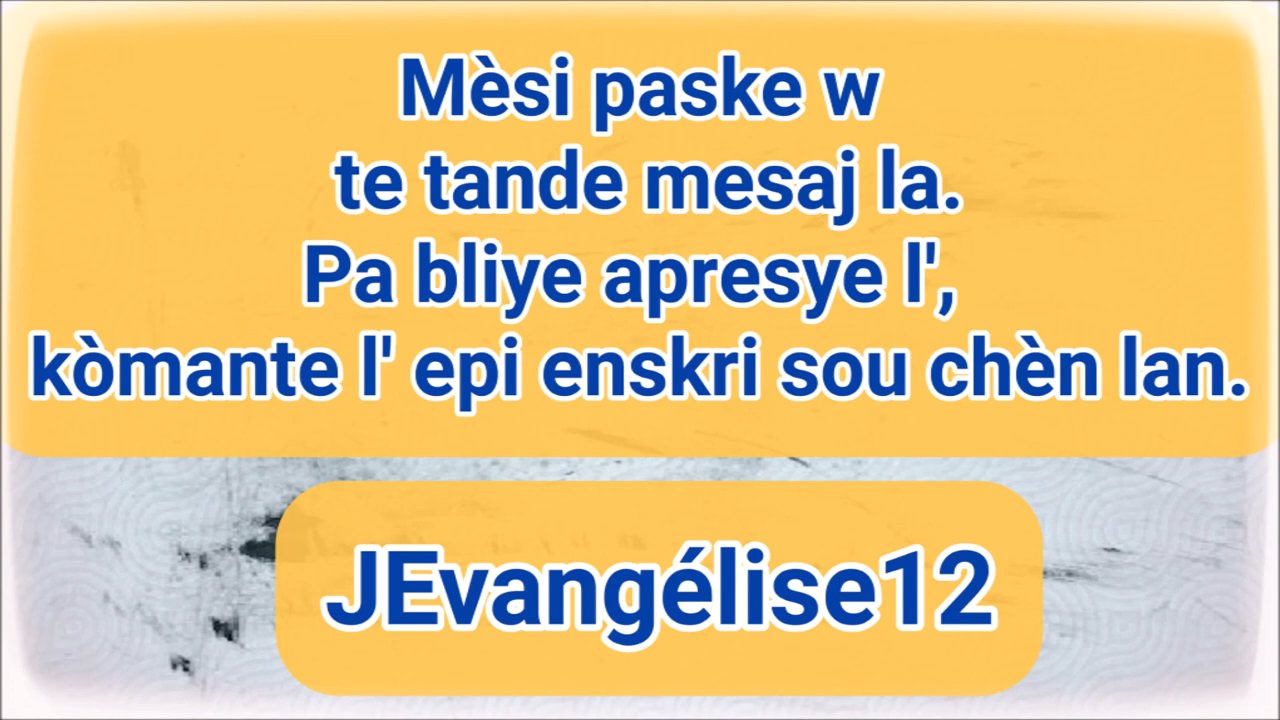 Mèsi paske w
te tande mesaj la.
Pa bliye apresye l',
kòmante l' epi enskri sou chèn lan.
JEvangélise12